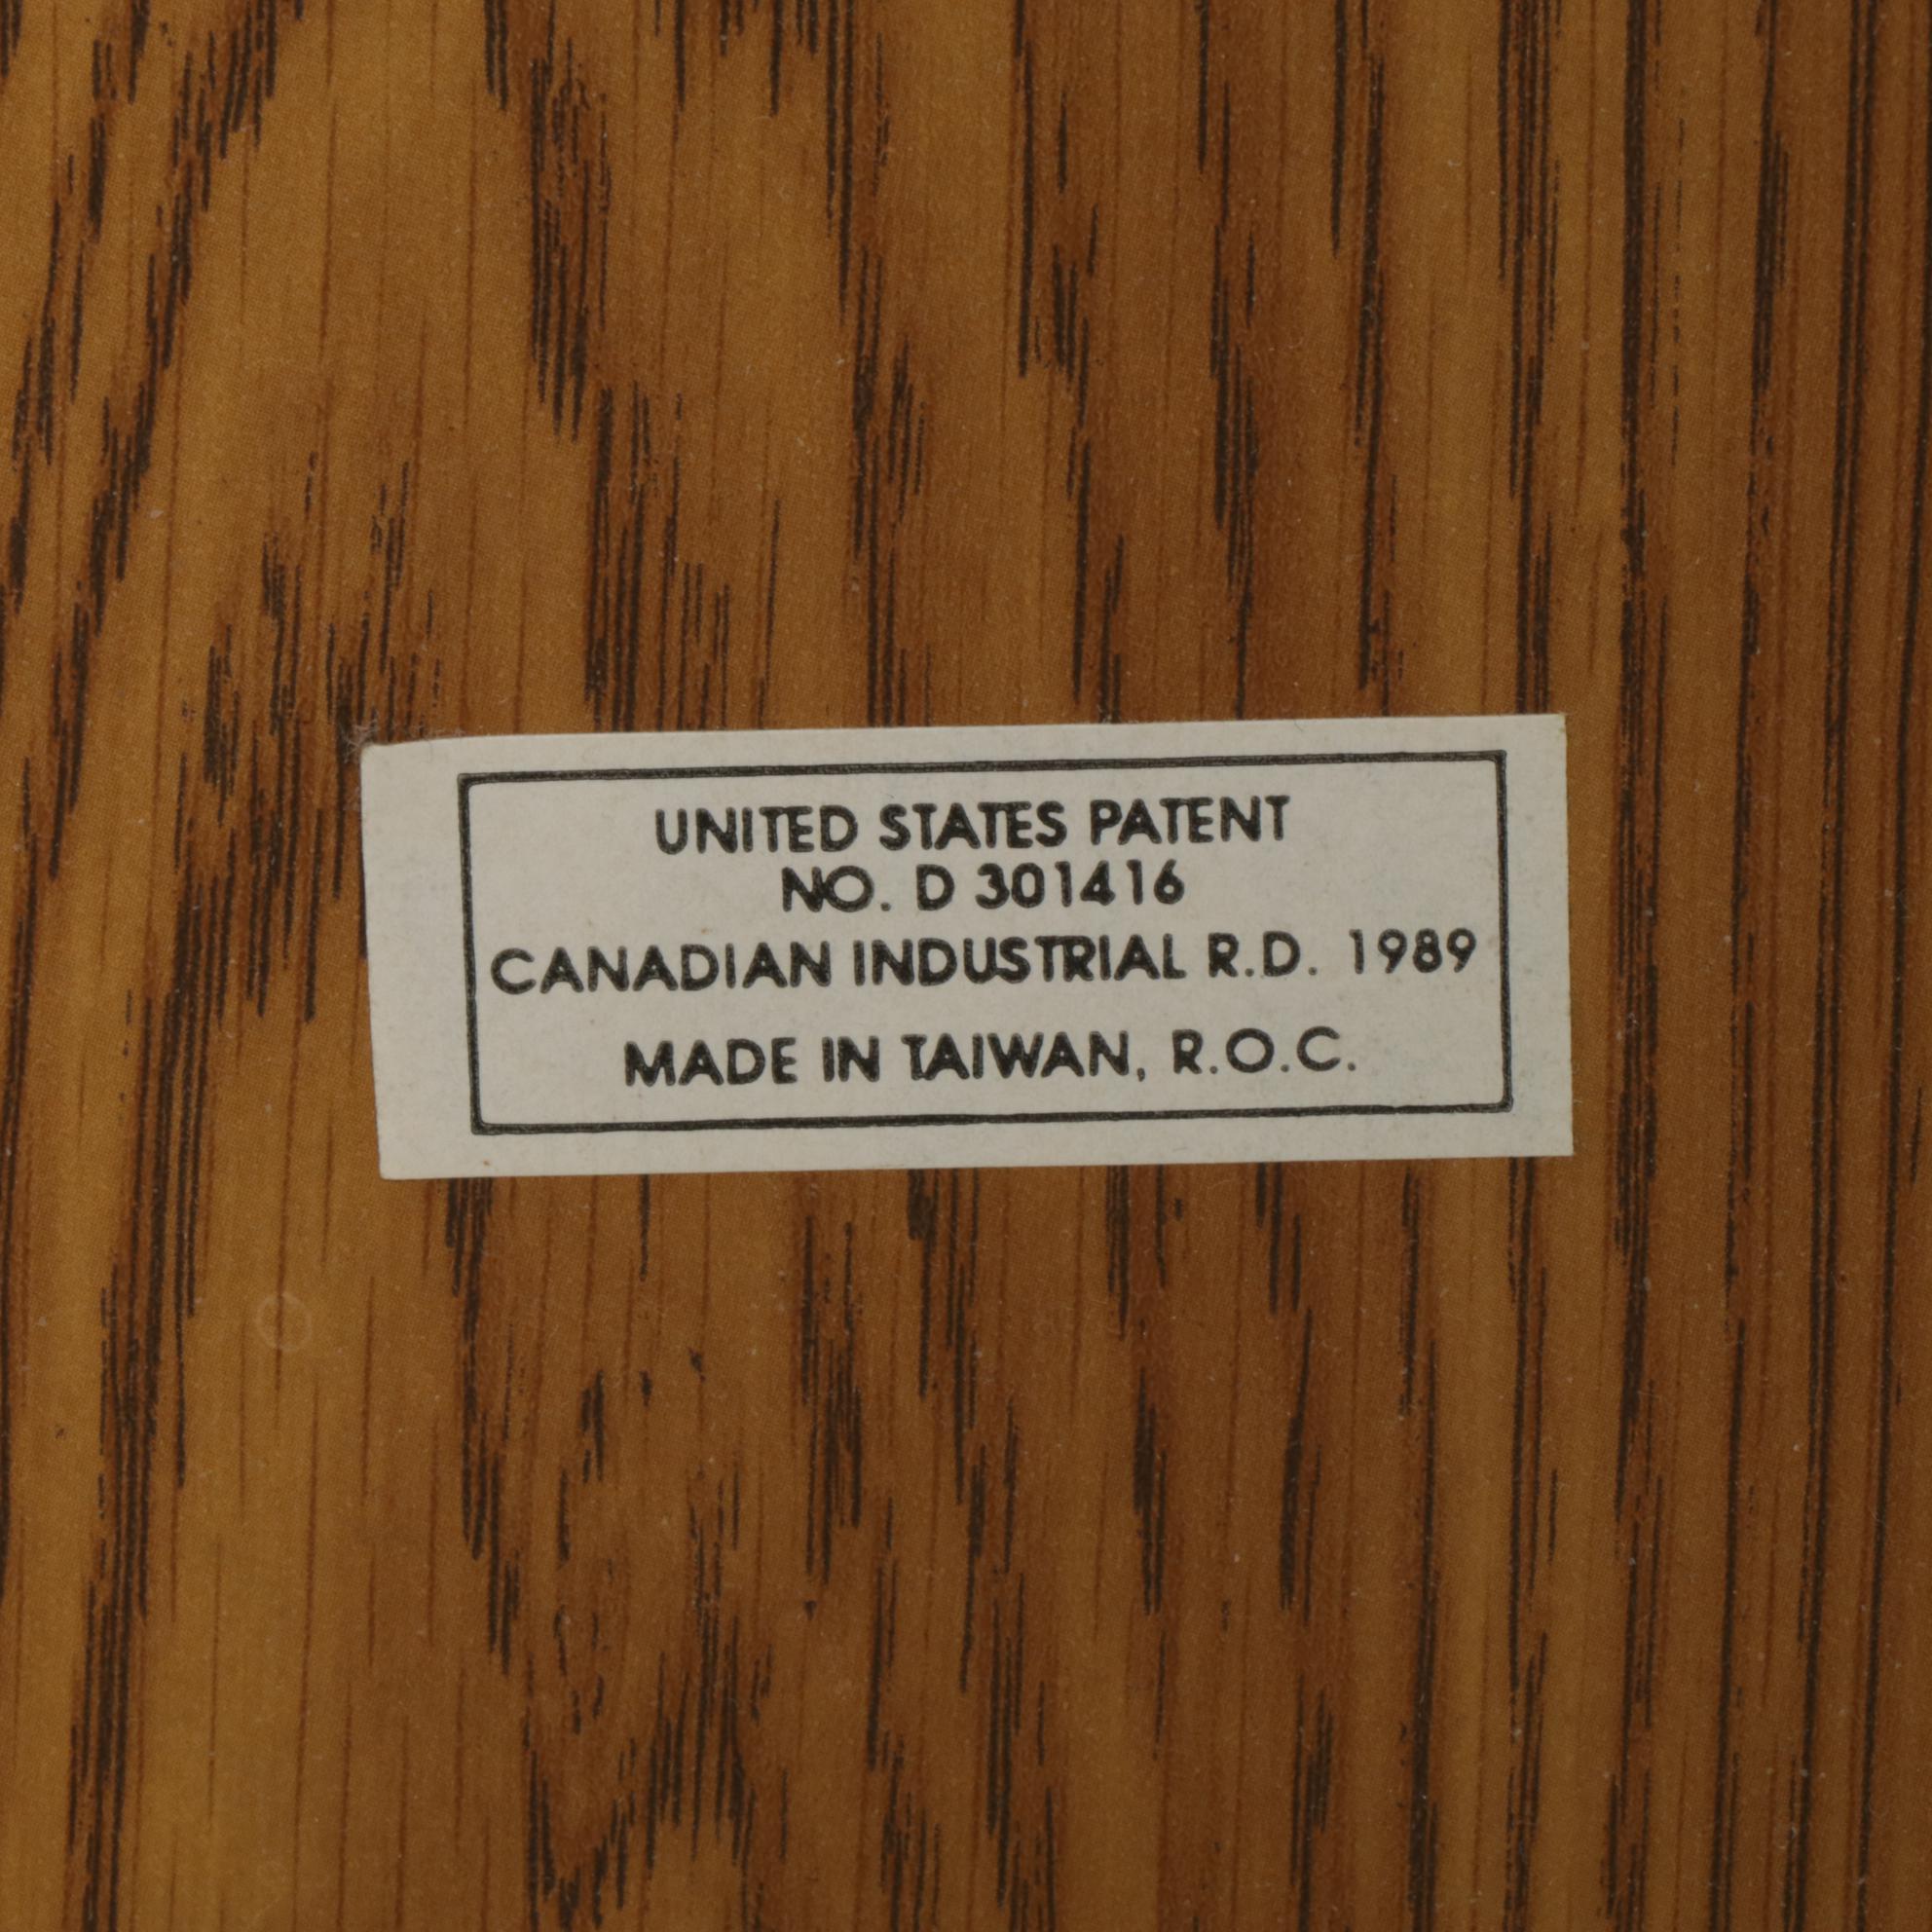 UNITED STATES PATENT
NO. D 301416
CANADIAN INDUSTRIAL R.D. 1989
MADE IN TAIWAN, R.O.C.